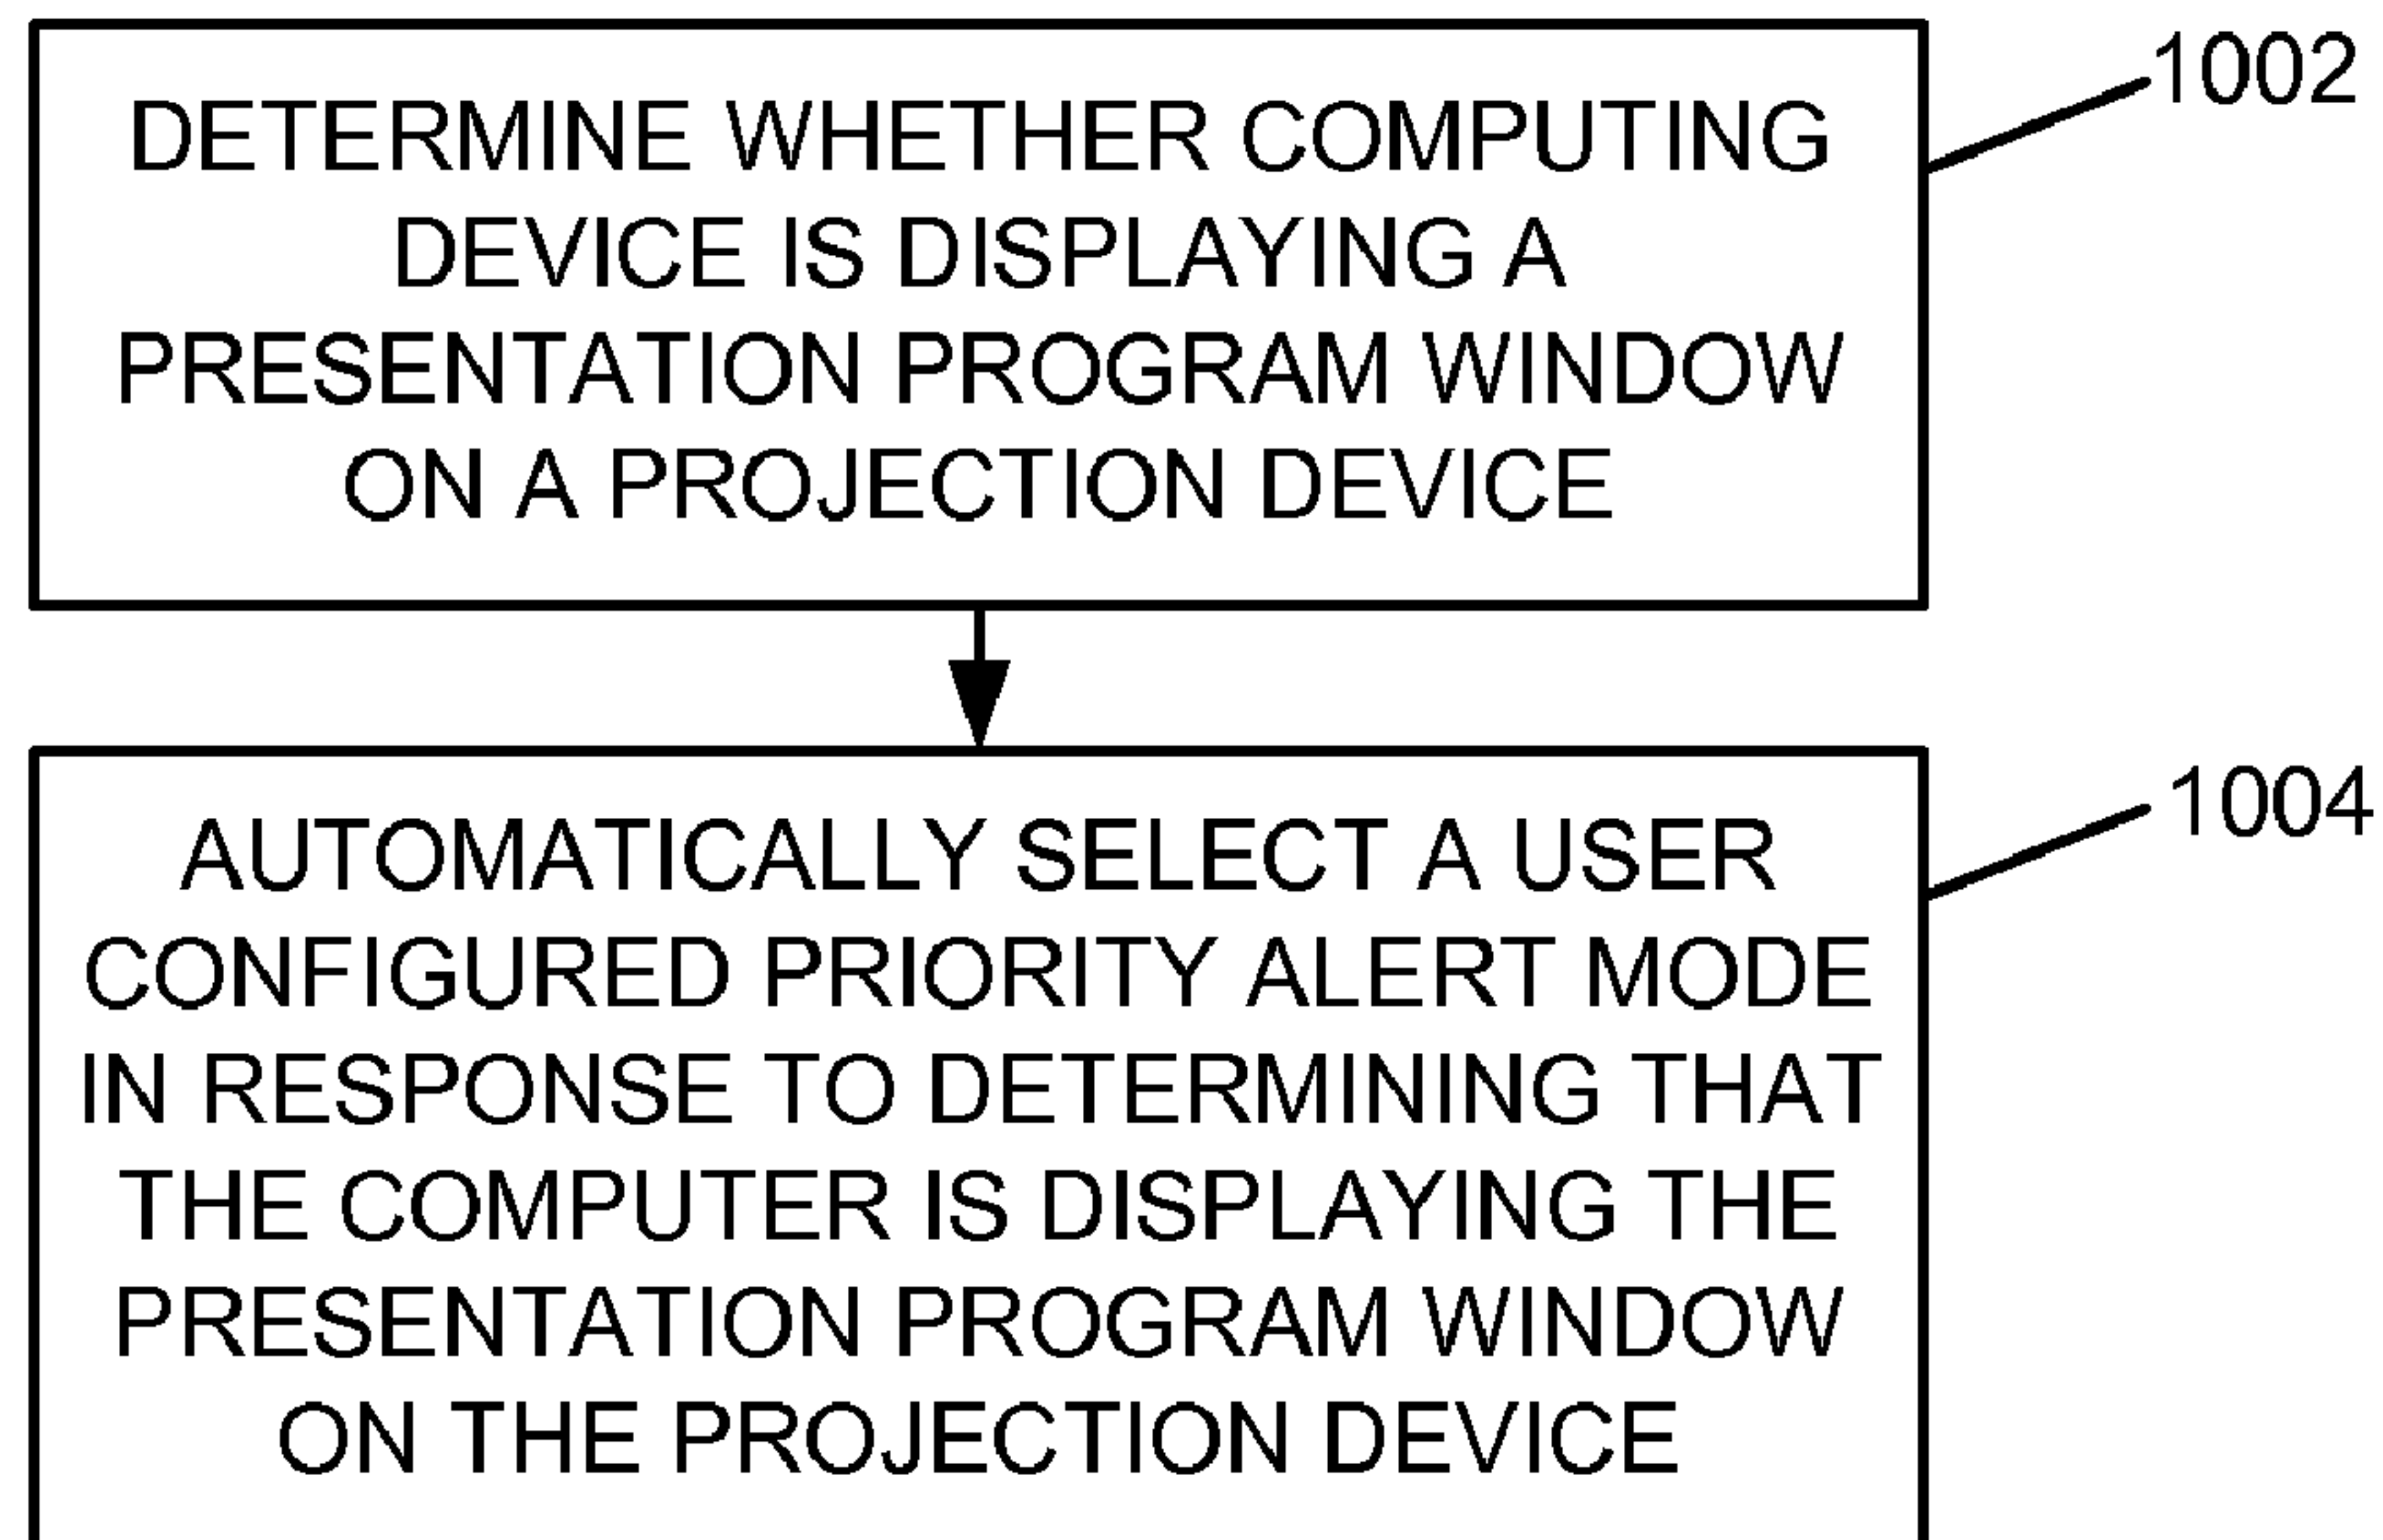 DETERMINE WHETHER COMPUTING
DEVICE IS DISPLAYING A
PRESENTATION PROGRAM WINDOW
ON A PROJECTION DEVICE
1002
AUTOMATICALLY SELECT A USER
CONFIGURED PRIORITY ALERT MODE
IN RESPONSE TO DETERMINING THAT
THE COMPUTER IS DISPLAYING THE
PRESENTATION PROGRAM WINDOW
ON THE PROJECTION DEVICE
1004